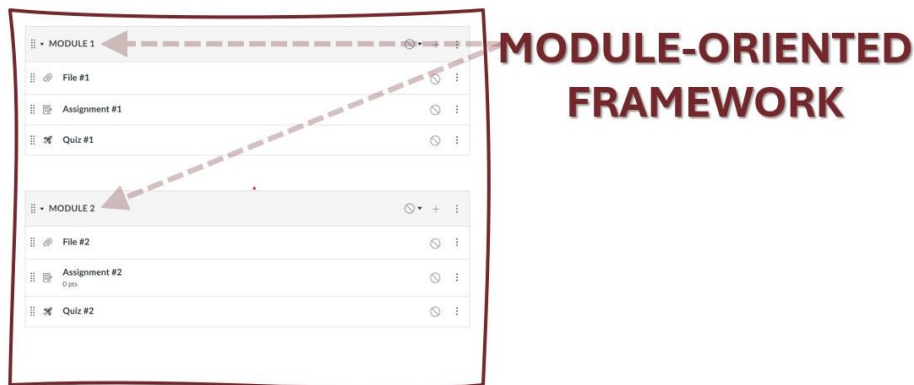 MODULE 1
File #1
Assignment #1
Quiz #1
MODULE 2
File #2
Assignment #2
0 pts
Quiz #2
MODULE-ORIENTED
FRAMEWORK